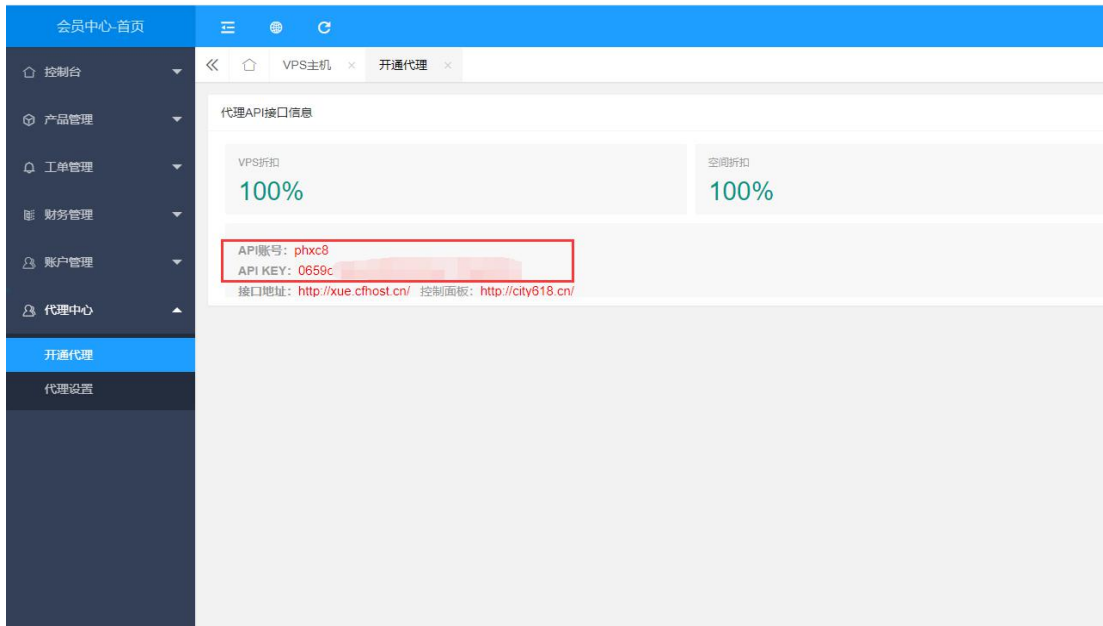 会员中心-首页
控制台
VPS主机
开通代理
产品管理
代理API接口信息
工单管理
VPS折扣
空间折扣
100%
100%
财务管理
账户管理
API账号：phxc8
API KEY：0659c
接口地址：http://xue.cfhost.cn/ 控制面板：http://city618.cn/
代理中心
开通代理
代理设置